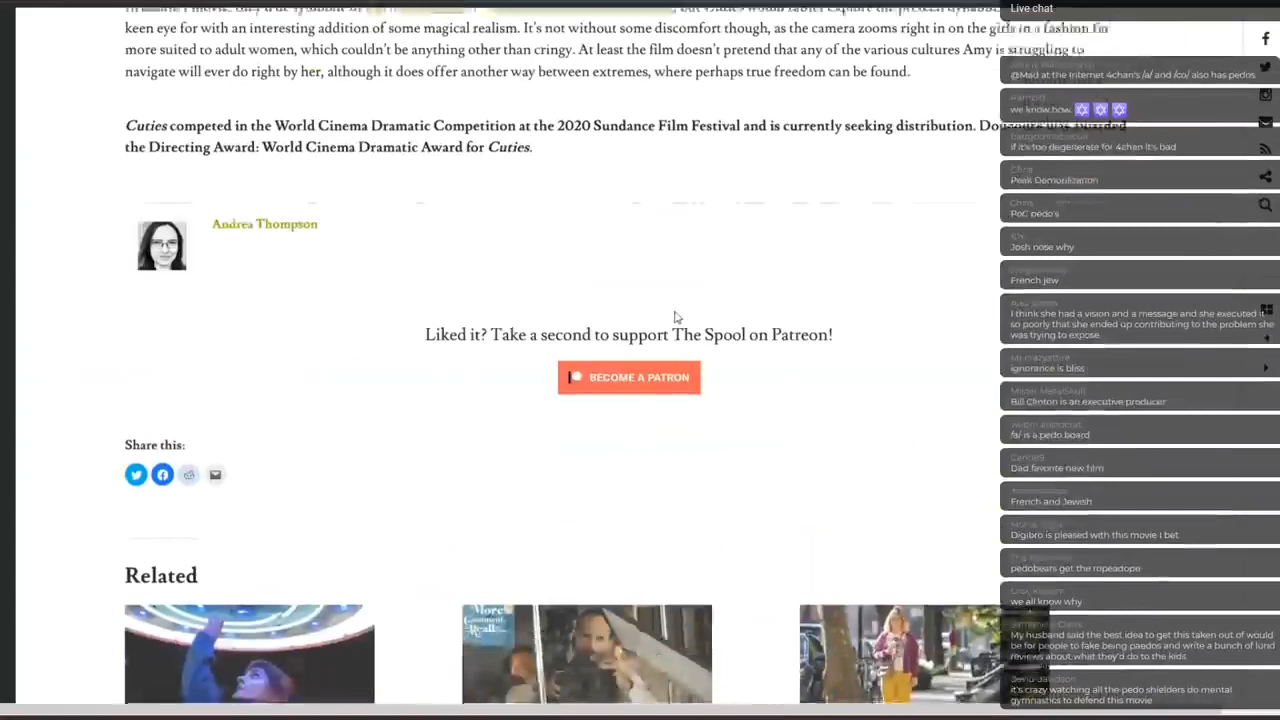 keen eye for with an interesting addition of some magical realism. It's not without some discomfort though, as the camera zooms right in on the girls in a fashion far
more suited to adult women, which couldn't be anything other than cringy. At least the film doesn't pretend that any of the various cultures Amy is struggling to
navigate will ever do right by her, although it does offer another way between extremes, where perhaps true freedom can be found.
Cuties competed in the World Cinema Dramatic Competition at the 2020 Sundance Film Festival and is currently seeking distribution.
the Directing Award: World Cinema Dramatic Award for Cuties.
Andrea Thompson
Liked it? Take a second to support The Spool on Patreon!
BECOME A PATRON
Share this:
Related
Live chat
@Mad at the Internet 4chan's /a/ and /co/ also has pedos
we know how ✡ ✡ ✡
if it's too degenerate for 4chan it's bad
Chris
Peak Demoralization
Chris
PoC pedo's
Josh nose why
French jew
I think she had a vision and a message and she executed it
so poorly that she ended up contributing to the problem she
was trying to expose
ignorance is bliss
Mister MetalSkull
Bill Clinton is an executive producer
/a/ is a pedo board
Dad favorite new film
French and Jewish
Digibro is pleased with this movie I bet
pedobears get the ropeadope
we all know why
My husband said the best idea to get this taken out of would
be for people to fake being paedos and write a bunch of lurid
reviews about what they'd do to the kids
David Davidson
it's crazy watching all the pedo shielders do mental
gymnastics to defend this movie